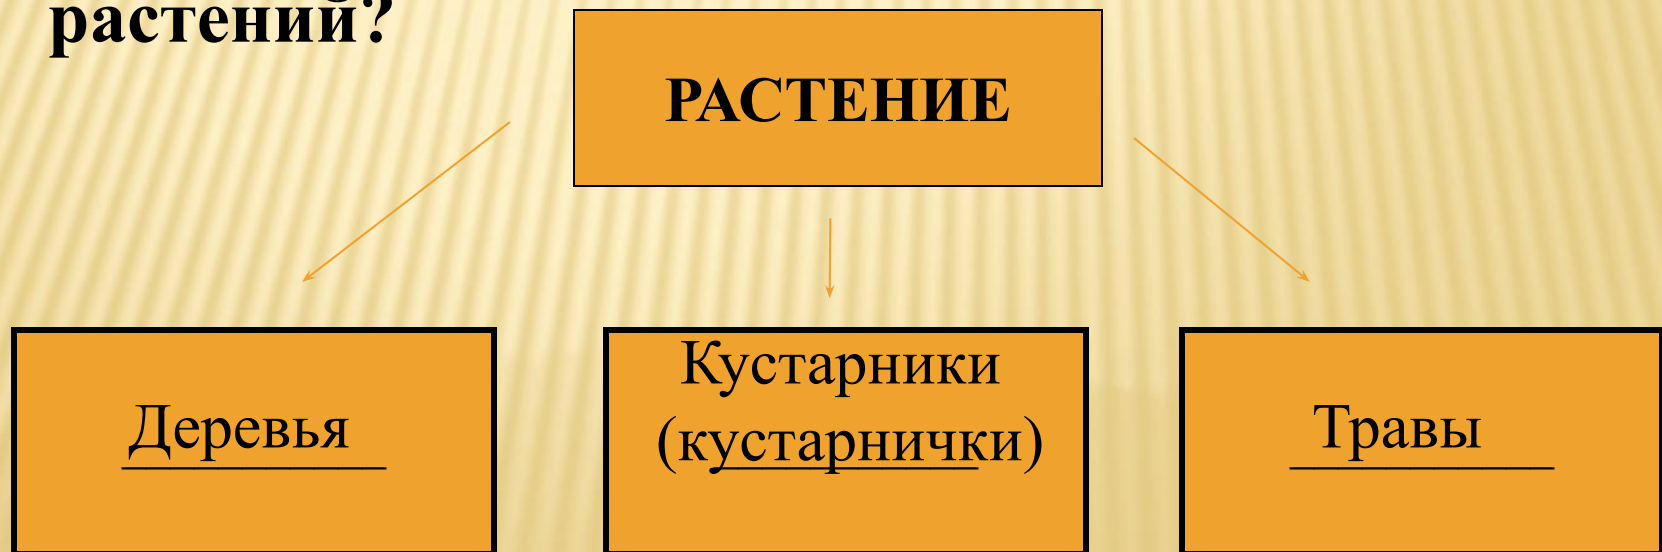 растений?
РАСТЕНИЕ
Деревья
Кустарники
(кустарнички)
Травы